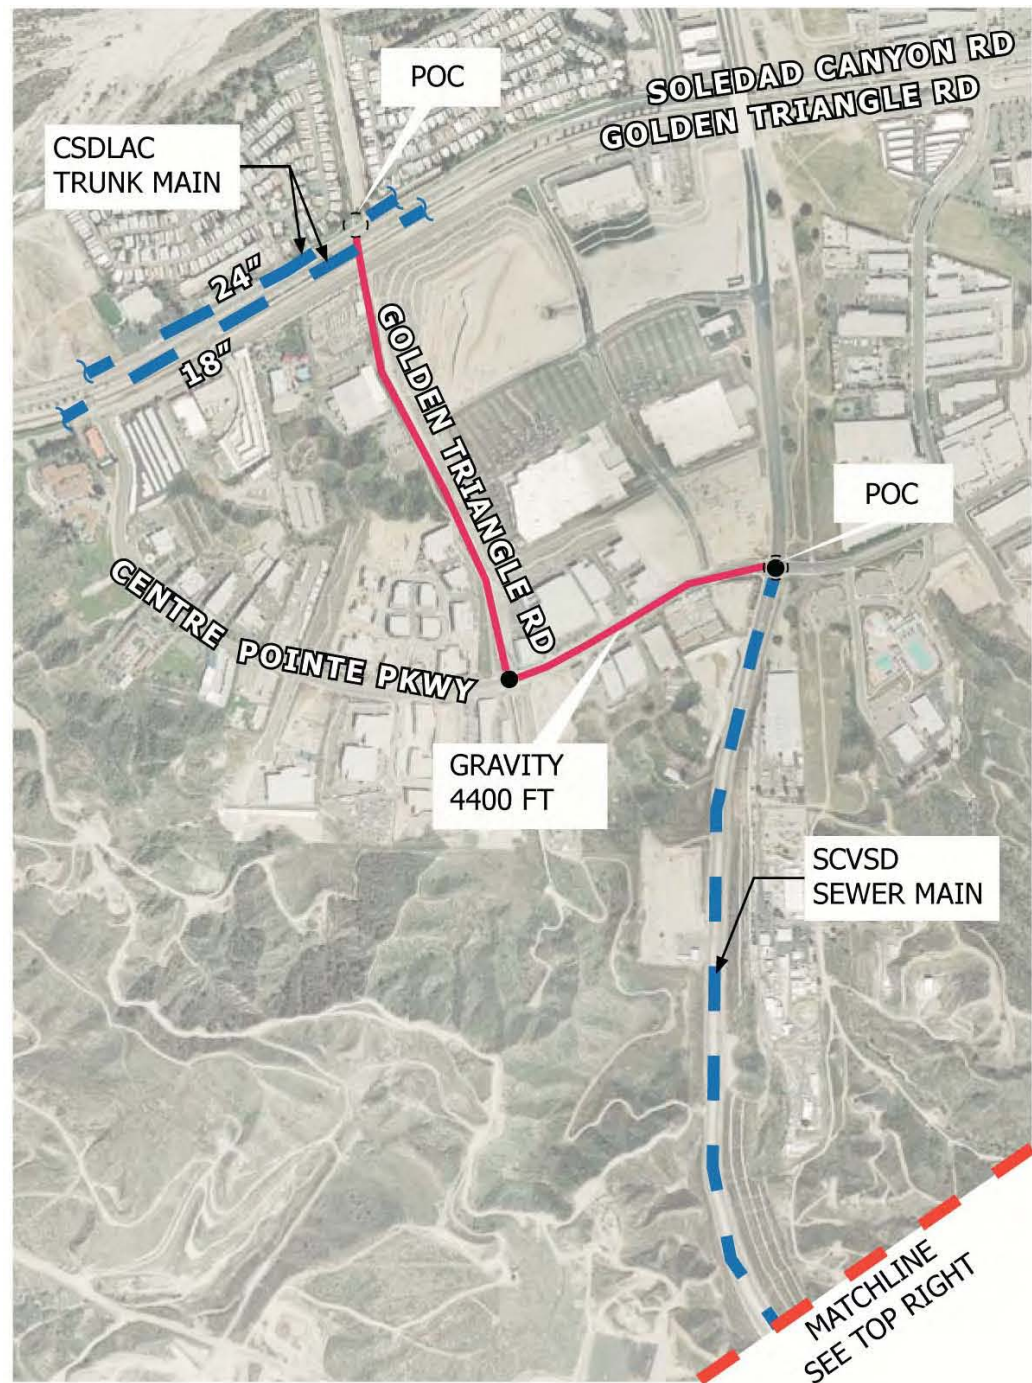 SOLEDAD CANYON RD
GOLDEN TRIANGLE RD
POC
CSDLAC
TRUNK MAIN
24"
18"
GOLDEN TRIANGLE RD
POC
CENTRE POINTE PKWY
GRAVITY
4400 FT
SCVSD
SEWER MAIN
MATCHLINE
SEE TOP RIGHT